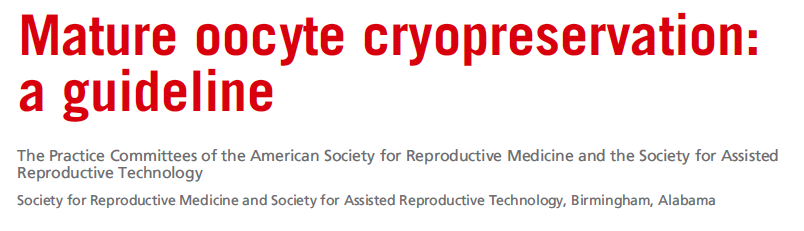 Mature oocyte cryopreservation:
a guideline
The Practice Committees of the American Society for Reproductive Medicine and the Society for Assisted
Reproductive Technology
Society for Reproductive Medicine and Society for Assisted Reproductive Technology, Birmingham, Alabama